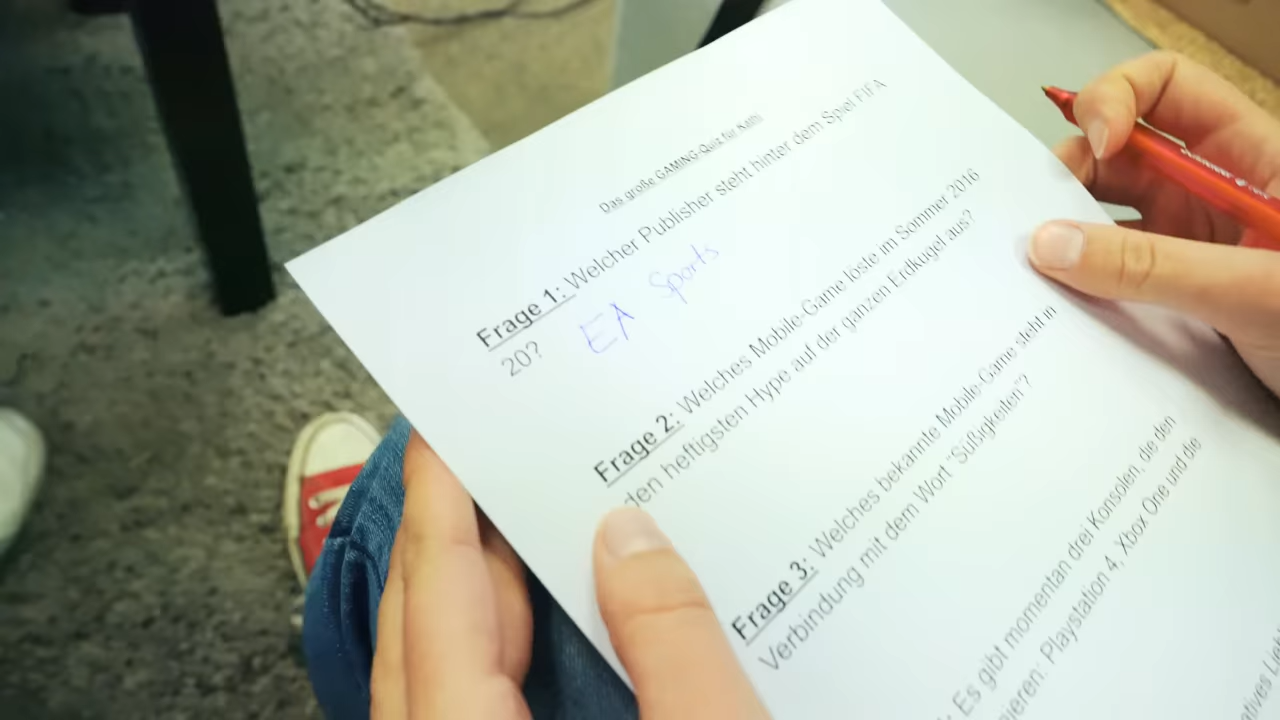 Das große GAMING-Quiz für Kathi
Frage 1: Welcher Publisher steht hinter dem Spiel FIFA
20?
EA Sports
Frage 2: Welches Mobile-Game löste im Sommer 2016
den heftigsten Hype auf der ganzen Erdkugel aus?
Frage 3: Welches bekannte Mobile-Game steht in
Verbindung mit dem Wort "Süßigkeiten"?
Es gibt momentan drei Konsolen, die den
Playstation 4, Xbox One und die